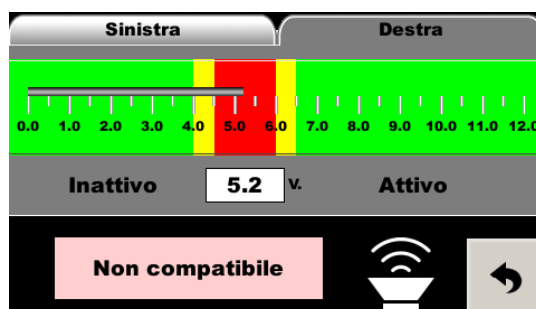 Sinistra Destra
0.0 1.0 2.0 3.0 4.0 5.0 6.0 7.0 8.0 9.0 10.0 11.0 12.0
Inattivo 5.2 V. Attivo
Non compatibile